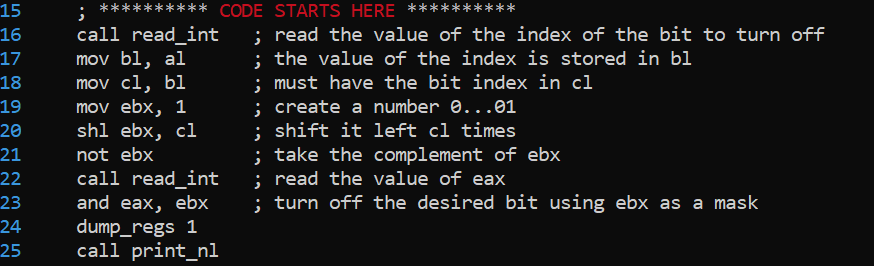 15 ; ********** CODE STARTS HERE **********
16 call read_int ; read the value of the index of the bit to turn off
17 mov bl, al ; the value of the index is stored in bl
18 mov cl, bl ; must have the bit index in cl
19 mov ebx, 1 ; create a number 0...01
20 shl ebx, cl ; shift it left cl times
21 not ebx ; take the complement of ebx
22 call read_int ; read the value of eax
23 and eax, ebx ; turn off the desired bit using ebx as a mask
24 dump_regs 1
25 call print_nl